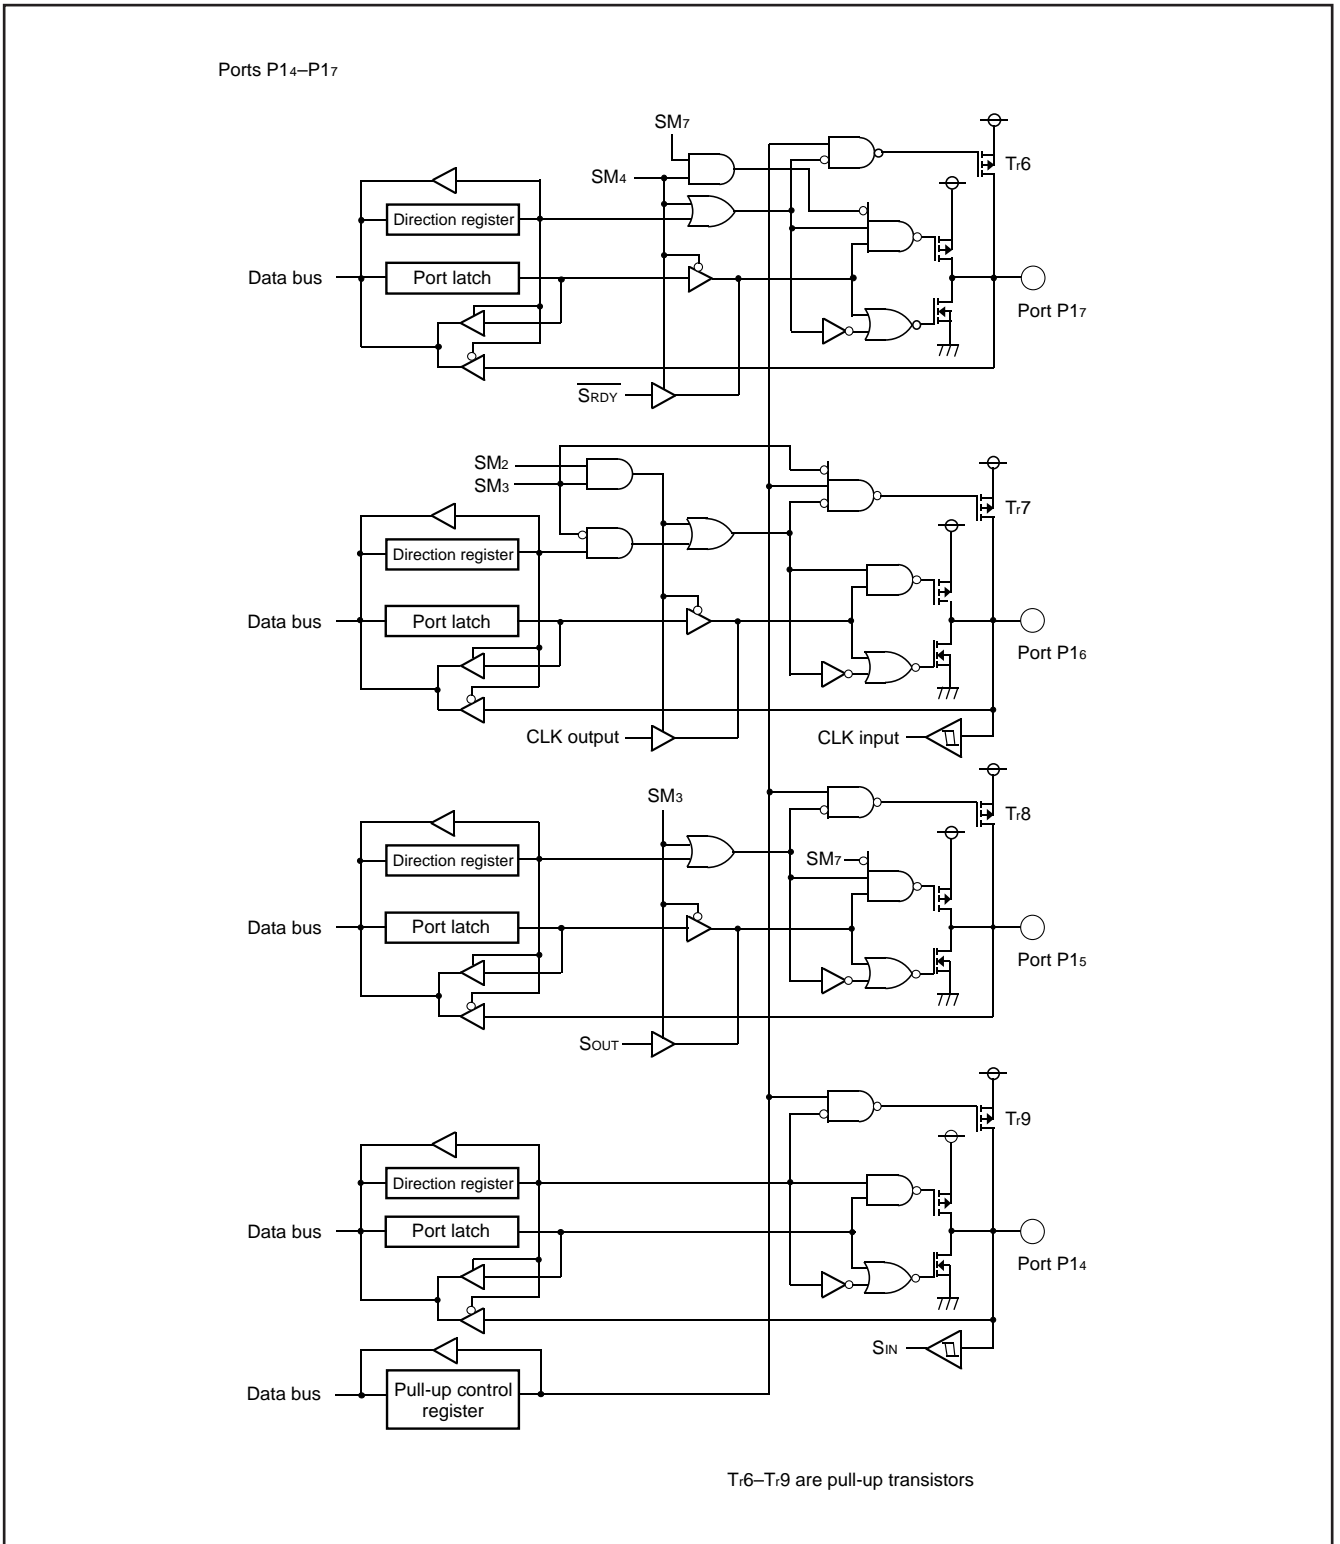 Ports P14–P17
SM7
SM4
Tr6
Direction register
Data bus
Port latch
Port P17
SRDY
SM2
SM3
Tr7
Direction register
Data bus
Port latch
Port P16
CLK output
CLK input
SM3
Tr8
Direction register
SM7
Data bus
Port latch
Port P15
SOUT
Tr9
Direction register
Data bus
Port latch
Port P14
SIN
Data bus
Pull-up control
register
Tr6–Tr9 are pull-up transistors